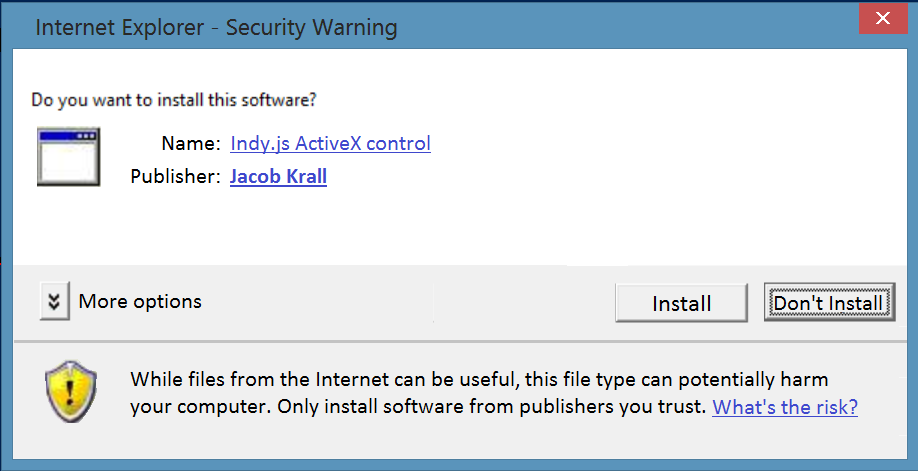 Internet Explorer - Security Warning
Do you want to install this software?
Name: Indy.js ActiveX control
Publisher: Jacob Krall
More options
Install
Don't Install
While files from the Internet can be useful, this file type can potentially harm
your computer. Only install software from publishers you trust. What's the risk?